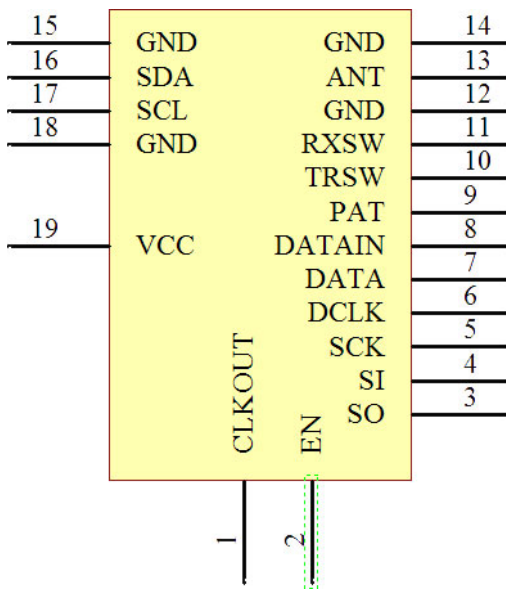 15 GND GND 14
16 SDA ANT 13
17 SCL GND 12
18 GND RXSW 11
TRSW 10
PAT 9
19 VCC DATAIN 8
DATA 7
DCLK 6
SCK 5
SI 4
SO 3
CLKOUT EN
1 2